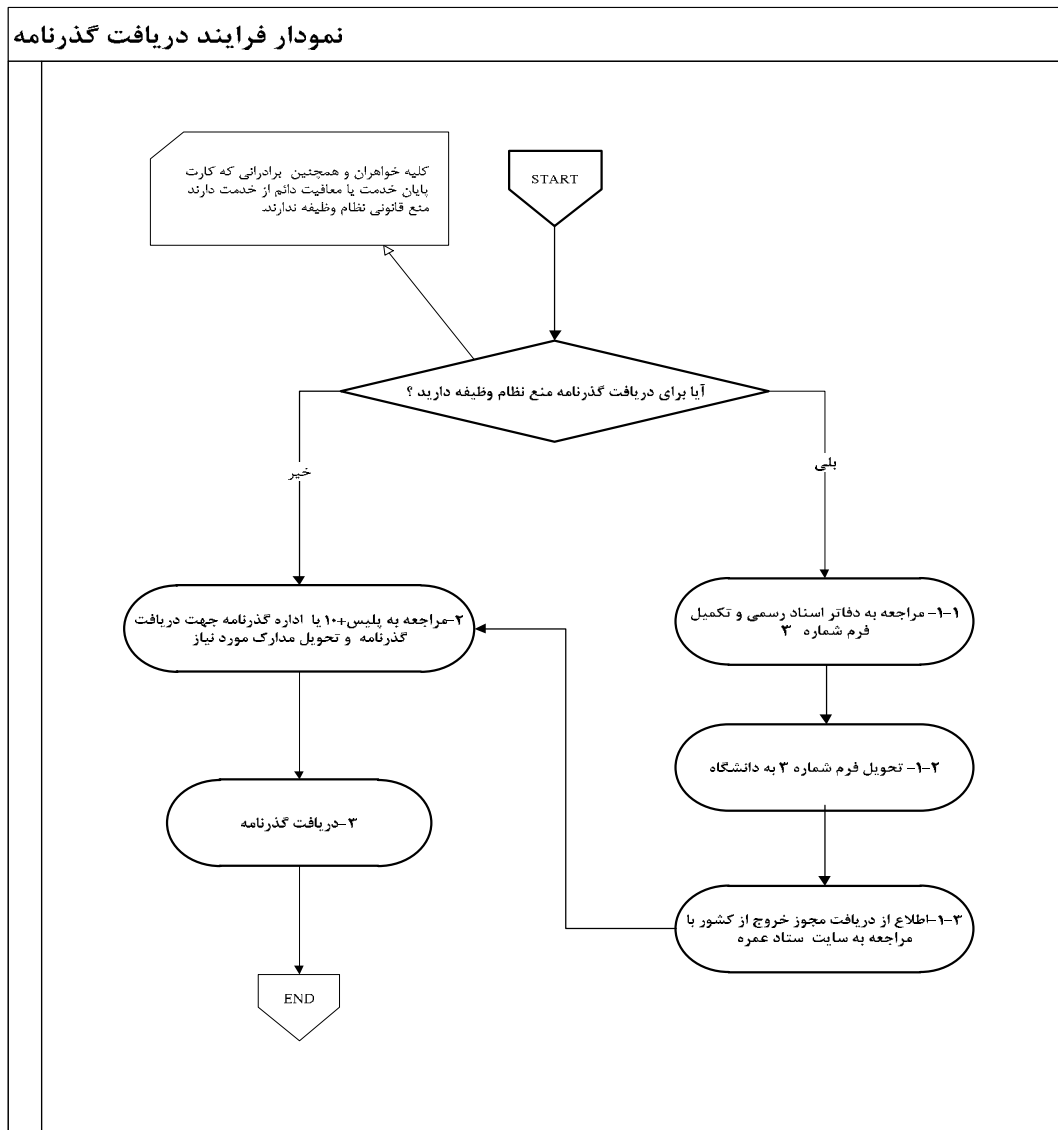 نمودار فرایند دریافت گذرنامه
کلیه خواهران و همچنین برادرانی که کارت
پایان خدمت یا معافیت دائم از خدمت دارند
منع قانونی نظام وظیفه ندارند.
START
آیا برای دریافت گذرنامه منع نظام وظیفه دارید ؟
خیر
بلی
۱-۱- مراجعه به دفاتر اسناد رسمی و تکمیل
فرم شماره ۳
۲-مراجعه به پلیس+۱۰ یا اداره گذرنامه جهت دریافت
گذرنامه و تحویل مدارک مورد نیاز
۱-۲- تحویل فرم شماره ۳ به دانشگاه
۳-دریافت گذرنامه
۱-۳-اطلاع از دریافت مجوز خروج از کشور با
مراجعه به سایت ستاد عمره
END